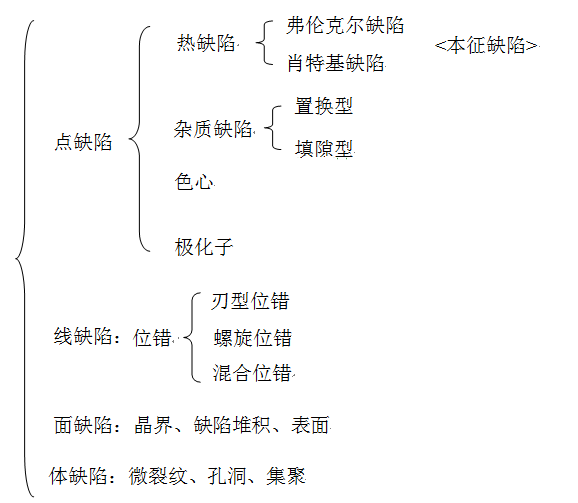 弗伦克尔缺陷
热缺陷
<本征缺陷>
肖特基缺陷
置换型
杂质缺陷
点缺陷
填隙型
色心
极化子
刃型位错
线缺陷：位错
螺旋位错
混合位错
面缺陷：晶界、缺陷堆积、表面
体缺陷：微裂纹、孔洞、集聚